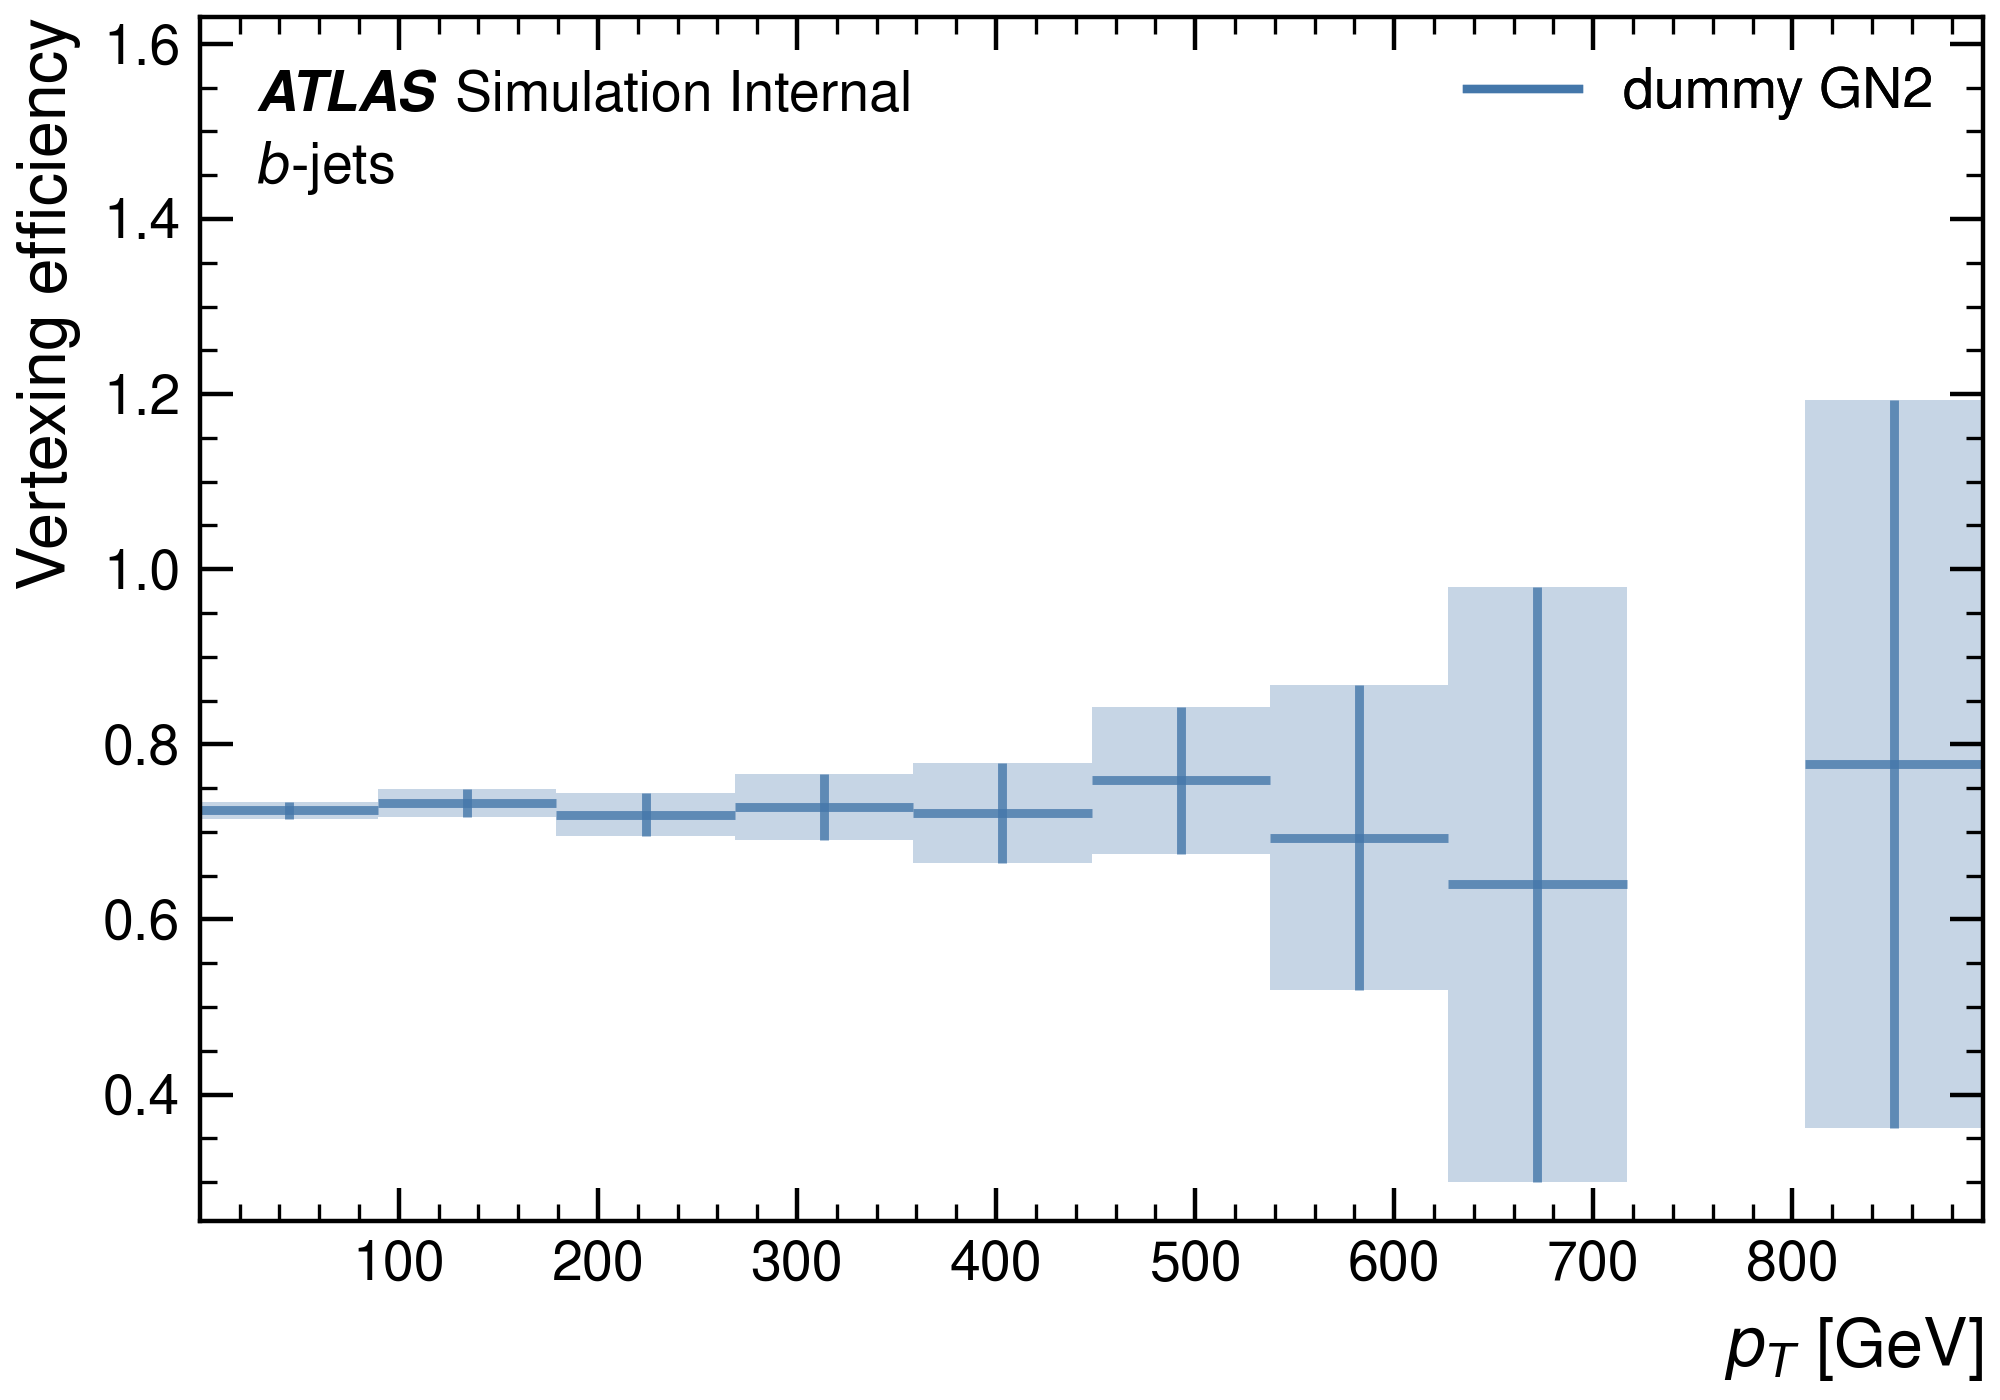 Vertexing efficiency
1.6
1.4
1.2
1.0
0.8
0.6
0.4
ATLAS Simulation Internal
b-jets
dummy GN2
100 200 300 400 500 600 700 800
pT [GeV]